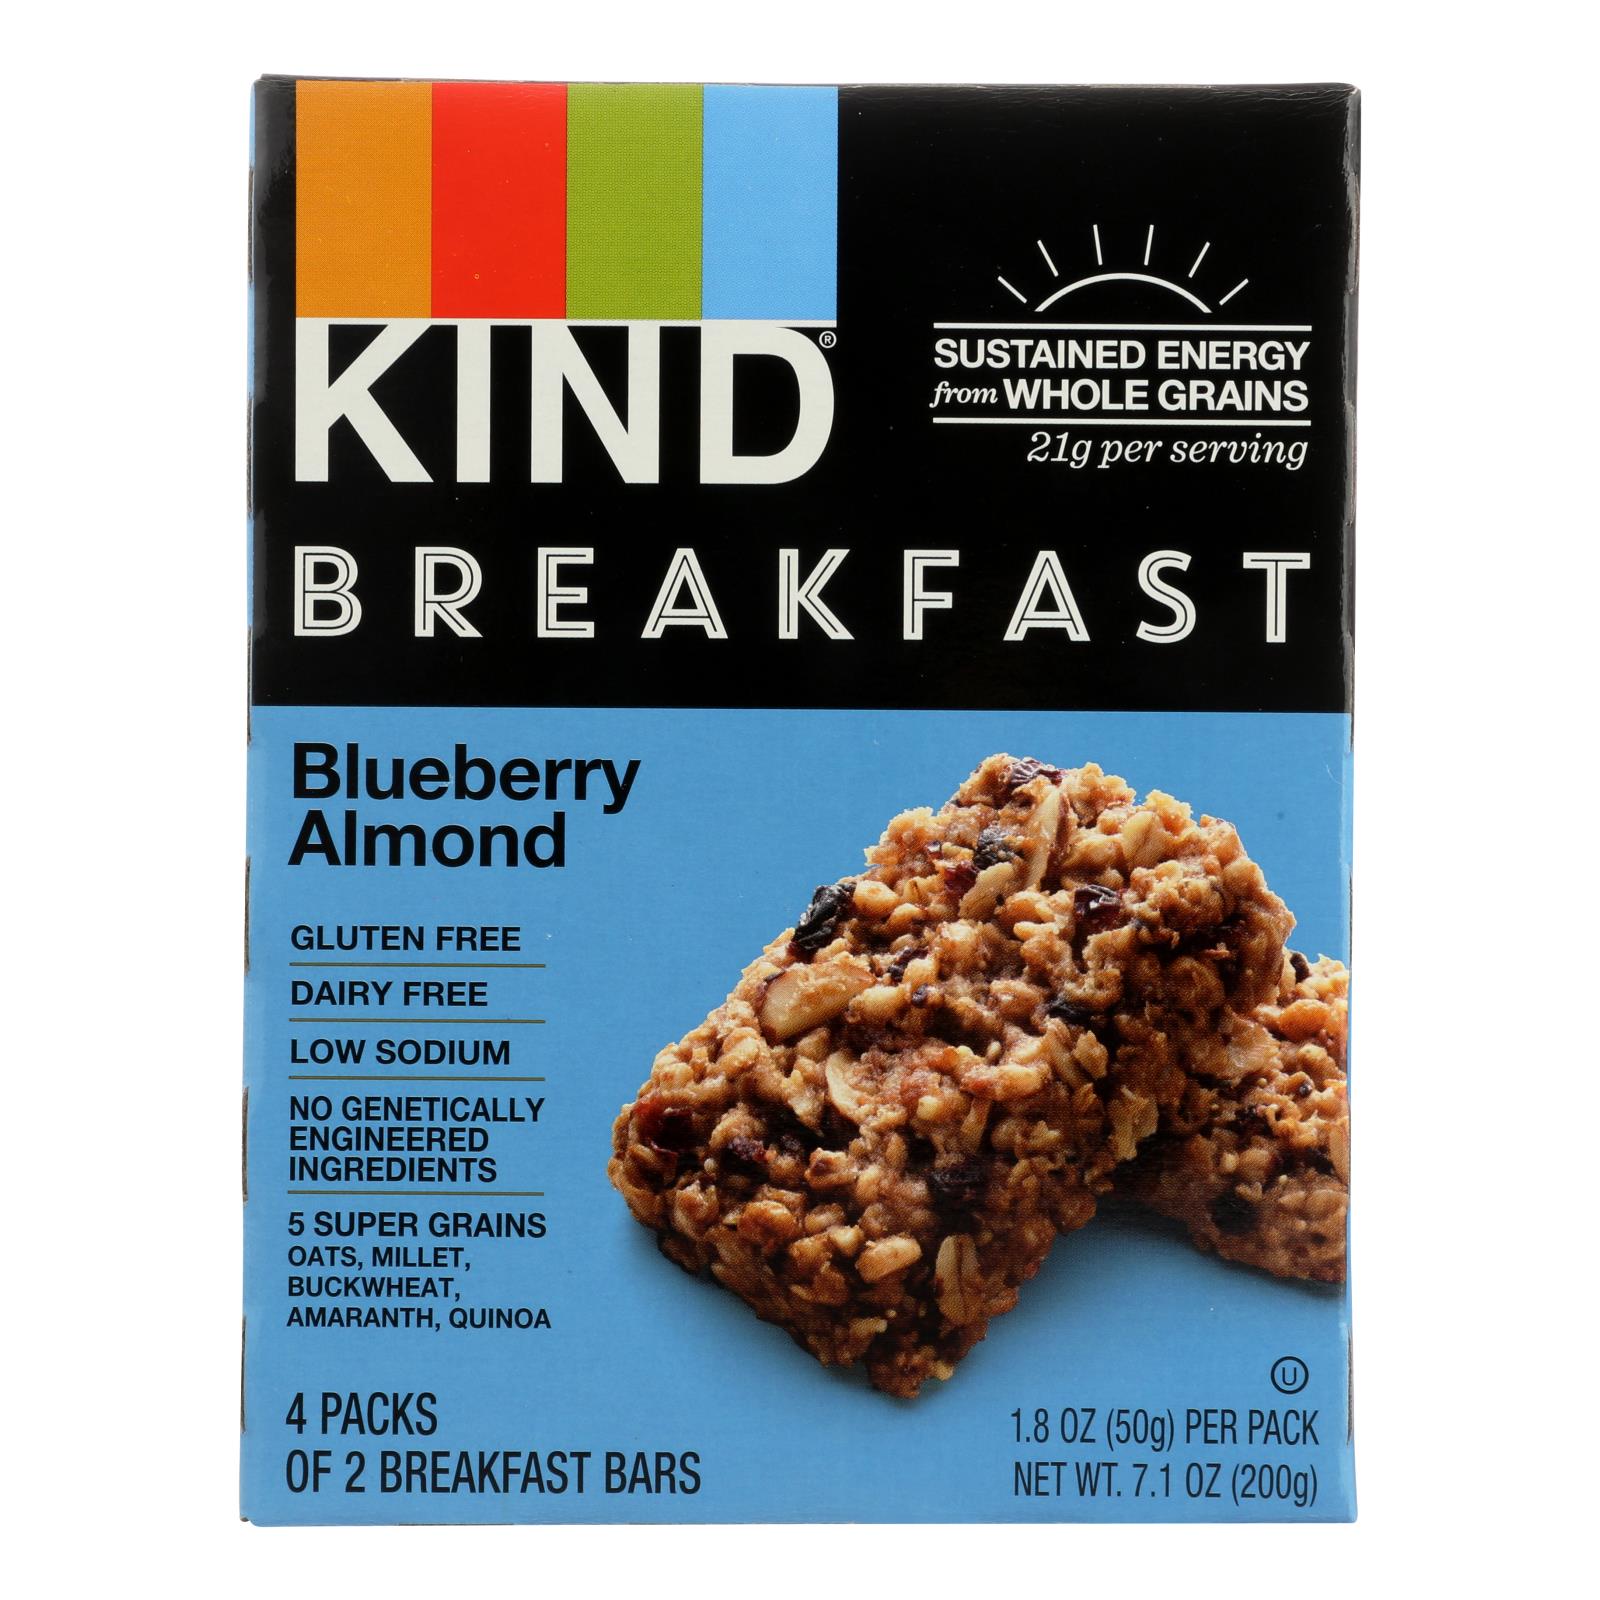 KIND®
SUSTAINED ENERGY
from WHOLE GRAINS
21g per serving
BREAKFAST
Blueberry
Almond
GLUTEN FREE
DAIRY FREE
LOW SODIUM
NO GENETICALLY
ENGINEERED
INGREDIENTS
5 SUPER GRAINS
OATS, MILLET,
BUCKWHEAT,
AMARANTH, QUINOA
4 PACKS
OF 2 BREAKFAST BARS
U
1.8 OZ (50g) PER PACK
NET WT. 7.1 OZ (200g)